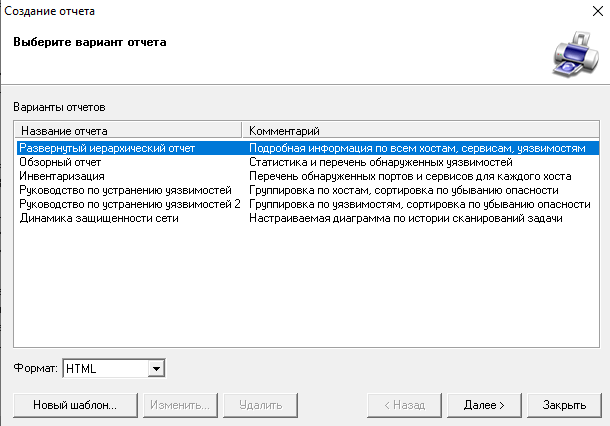 Создание отчета
Выберите вариант отчета
Варианты отчетов
Название отчета Комментарий
Развернутый иерархический отчет Подробная информация по всем хостам, сервисам, уязвимостям
Обзорный отчет Статистика и перечень обнаруженных уязвимостей
Инвентаризация Перечень обнаруженных портов и сервисов для каждого хоста
Руководство по устранению уязвимостей Группировка по хостам, сортировка по убыванию опасности
Руководство по устранению уязвимостей 2 Группировка по уязвимостям, сортировка по убыванию опасности
Динамика защищенности сети Настраиваемая диаграмма по истории сканирований задачи
Формат: HTML
Новый шаблон... Изменить... Удалить < Назад Далее > Закрыть